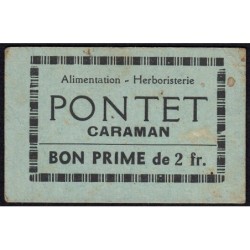 Alimentation - Herboristerie
PONTET
CARAMAN
BON PRIME de 2 fr.